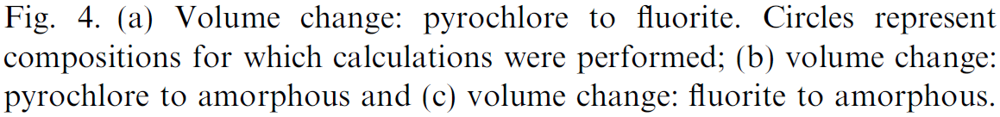 Fig. 4. (a) Volume change: pyrochlore to fluorite. Circles represent
compositions for which calculations were performed; (b) volume change:
pyrochlore to amorphous and (c) volume change: fluorite to amorphous.